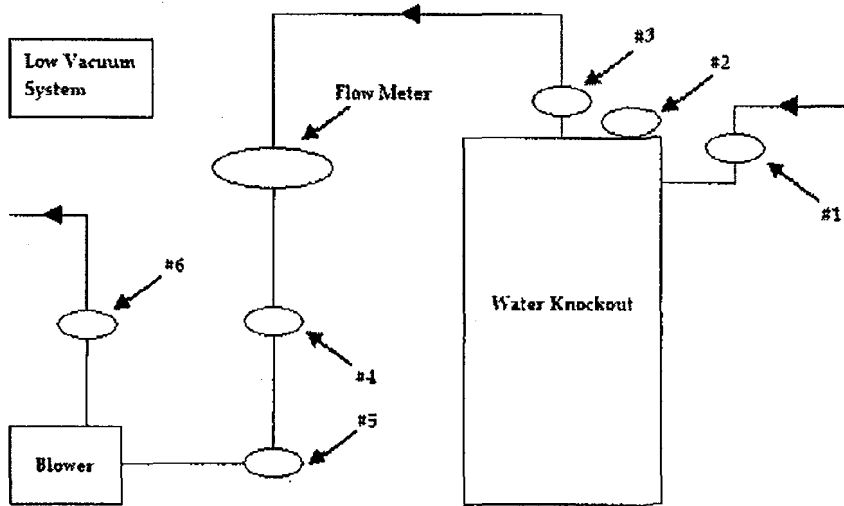 Low Vacuum
System
Flow Meter
#3
#2
#1
#6
Water Knockout
#4
#5
Blower